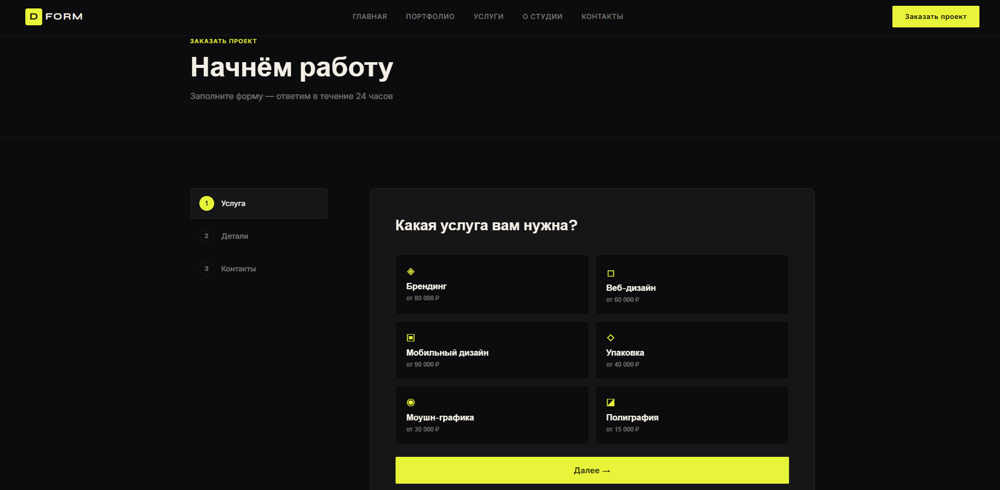 D FORM
ГЛАВНАЯ
ПОРТФОЛИО
УСЛУГИ
О СТУДИИ
КОНТАКТЫ
Заказать проект
ЗАКАЗАТЬ ПРОЕКТ
Начнём работу
Заполните форму — ответим в течение 24 часов
1 Услуга
2 Детали
3 Контакты
Какая услуга вам нужна?
Брендинг
от 80 000 ₽
Веб-дизайн
от 60 000 ₽
Мобильный дизайн
от 90 000 ₽
Упаковка
от 40 000 ₽
Моушн-графика
от 30 000 ₽
Полиграфия
от 15 000 ₽
Далее →